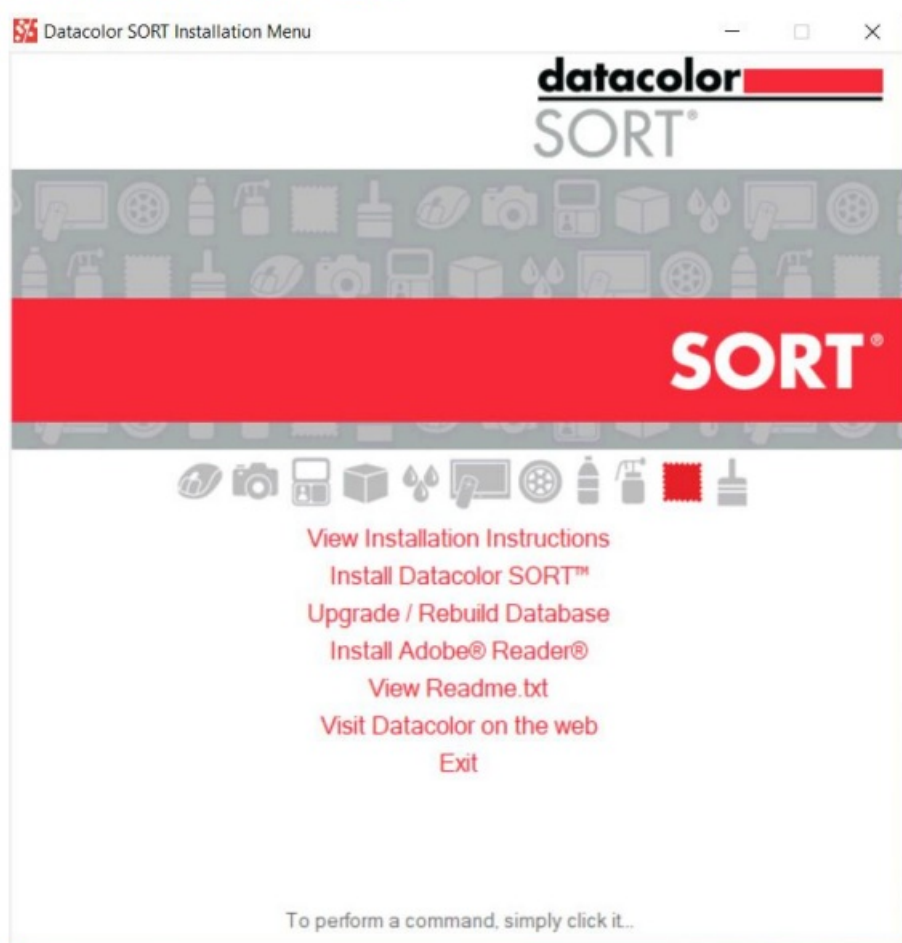 Datacolor SORT Installation Menu
datacolor
SORT®
SORT®
View Installation Instructions
Install Datacolor SORT™
Upgrade / Rebuild Database
Install Adobe® Reader®
View Readme.txt
Visit Datacolor on the web
Exit
To perform a command, simply click it...